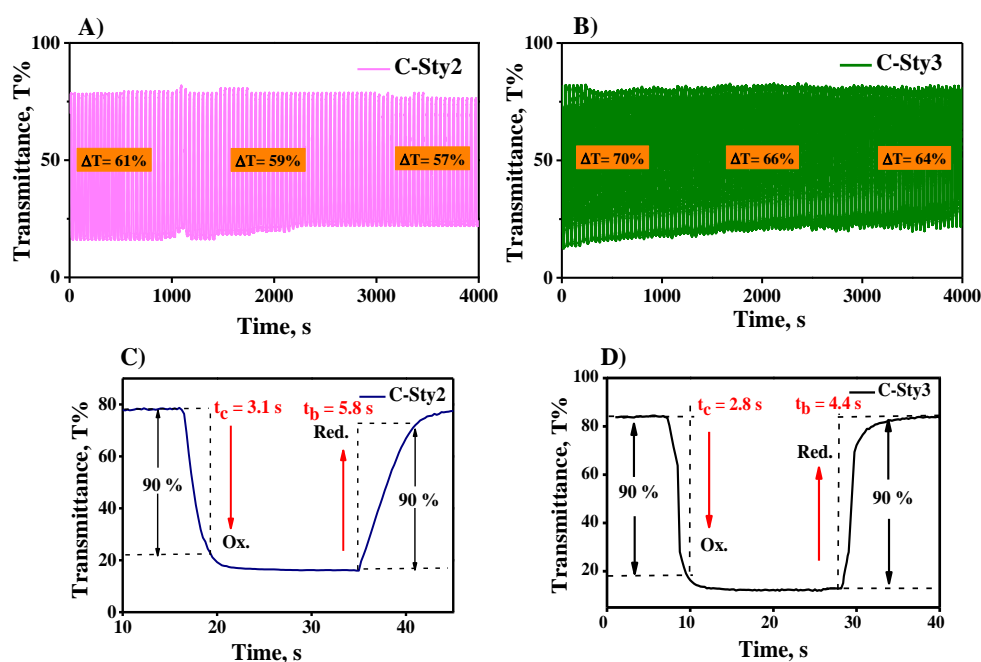 A)
100
50
0
Transmittance, T%
C-Sty2
ΔT= 61%
ΔT= 59%
ΔT= 57%
0 1000 2000 3000 4000
Time, s
B)
100
50
0
Transmittance, T%
C-Sty3
ΔT= 70%
ΔT= 66%
ΔT= 64%
0 1000 2000 3000 4000
Time, s
C)
80
60
40
20
0
Transmittance, T%
C-Sty2
t_c = 3.1 s
t_b = 5.8 s
Red.
90 %
90 %
Ox.
10 20 30 40
Time, s
D)
100
80
60
40
20
Transmittance, T%
C-Sty3
t_c = 2.8 s
t_b = 4.4 s
Red.
90 %
90 %
Ox.
0 10 20 30 40
Time, s